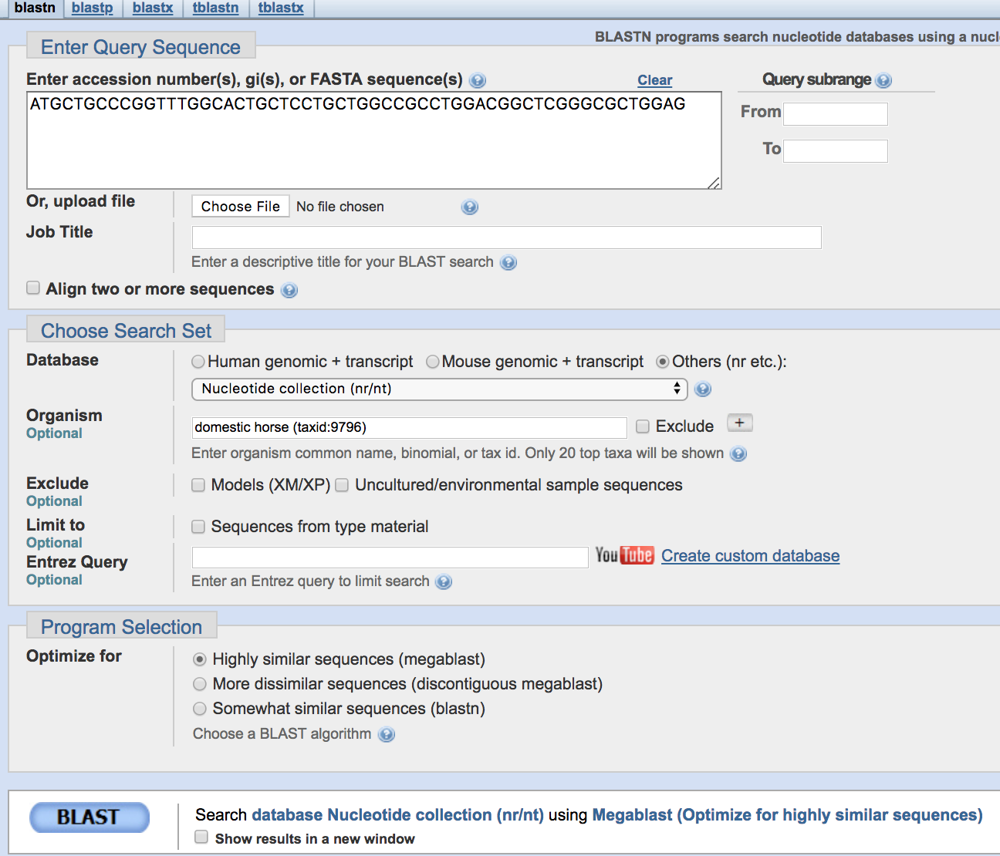 blastn blastp blastx tblastn tblastx
BLASTN programs search nucleotide databases using a nucl
Enter Query Sequence
Enter accession number(s), gi(s), or FASTA sequence(s) Clear Query subrange
ATGCTGCCCGGTTTGGCACTGCTCCTGCTGGCCGCCTGGACGGCTCGGGCGCTGGAG
From
To
Or, upload file Choose File No file chosen
Job Title
Enter a descriptive title for your BLAST search
Align two or more sequences
Choose Search Set
Database Human genomic + transcript Mouse genomic + transcript Others (nr etc.):
Nucleotide collection (nr/nt)
Organism
Optional
domestic horse (taxid:9796) Exclude +
Enter organism common name, binomial, or tax id. Only 20 top taxa will be shown
Exclude Models (XM/XP) Uncultured/environmental sample sequences
Optional
Limit to Sequences from type material
Optional
Entrez Query You Tube Create custom database
Optional Enter an Entrez query to limit search
Program Selection
Optimize for Highly similar sequences (megablast)
More dissimilar sequences (discontiguous megablast)
Somewhat similar sequences (blastn)
Choose a BLAST algorithm
BLAST Search database Nucleotide collection (nr/nt) using Megablast (Optimize for highly similar sequences)
Show results in a new window